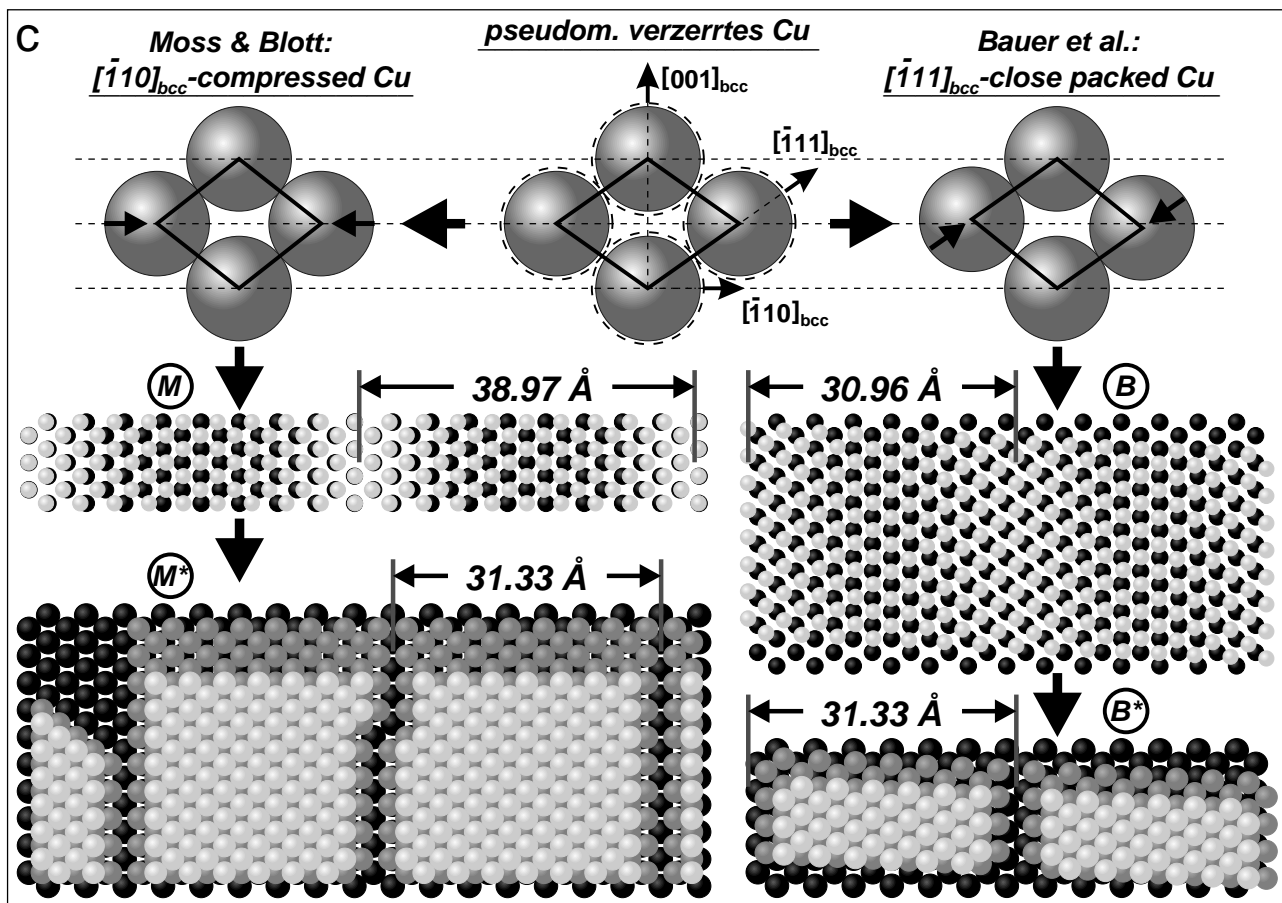 C
Moss & Blott:
[1̄10]bcc-compressed Cu
pseudom. verzerrtes Cu
Bauer et al.:
[1̄11]bcc-close packed Cu
[001]bcc
[1̄11]bcc
[1̄10]bcc
M
38.97 Å
30.96 Å
B
M*
31.33 Å
31.33 Å
B*